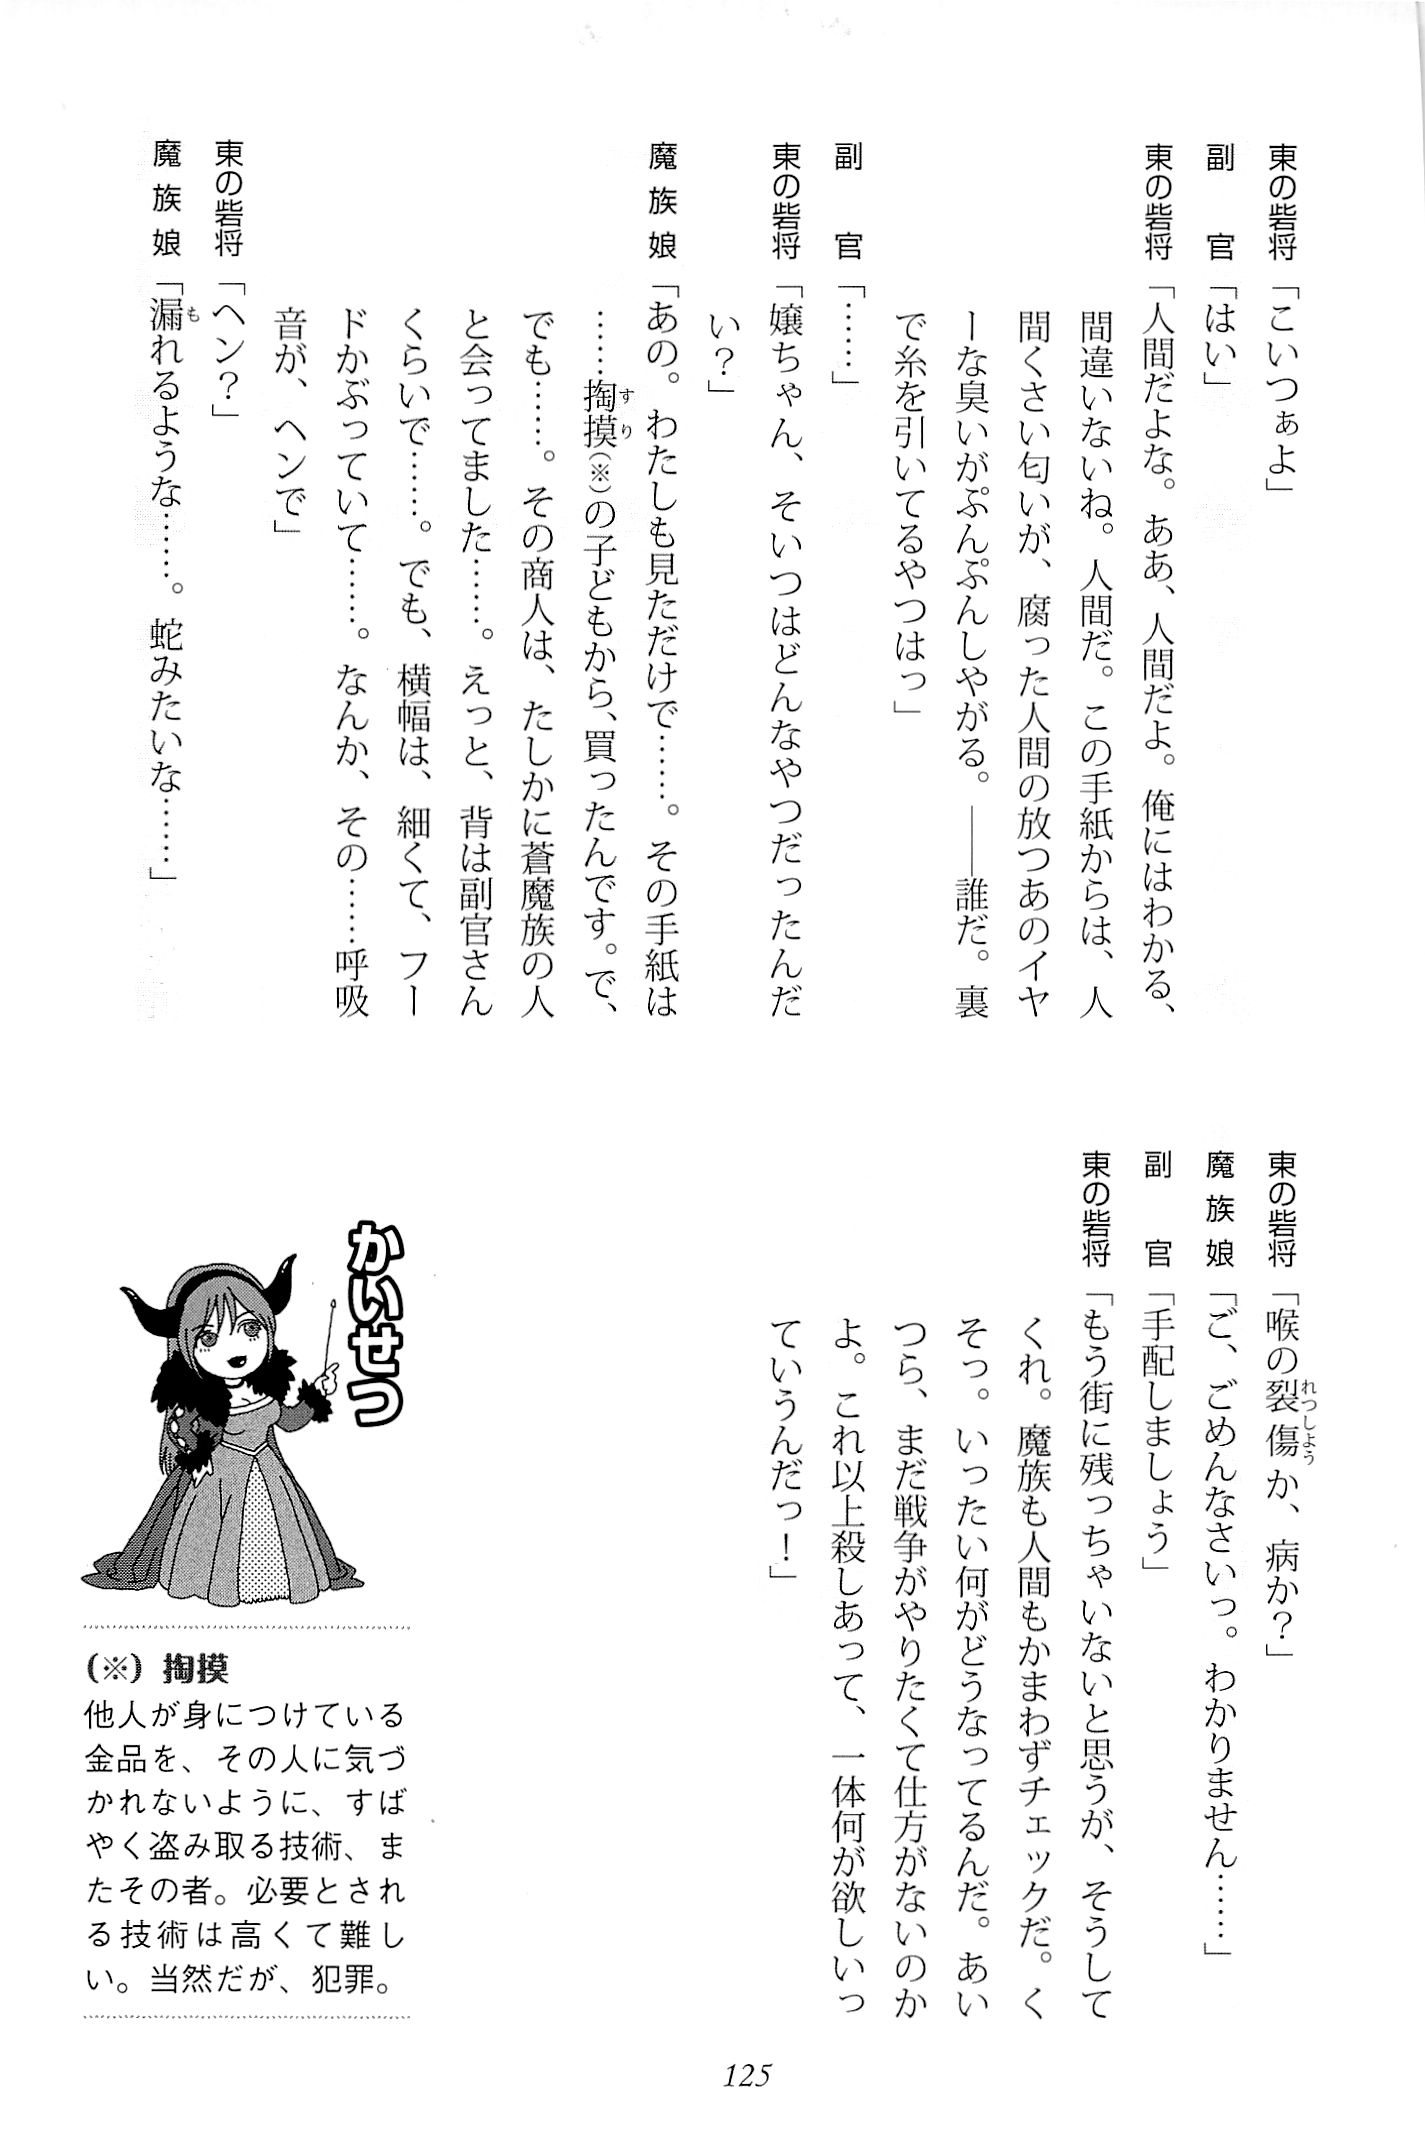 東の砦将「こいつぁよ」
副官「はい」
東の砦将「人間だよな。ああ、人間だよ。俺にはわかる、
間違いないね。人間だ。この手紙からは、人
間くさい匂いが、腐った人間の放つあのイヤ
ーな臭いがぷんぷんしやがる。――誰だ。裏
で糸を引いてるやつはっ」
副官「……」
東の砦将「嬢ちゃん、そいつはどんなやつだったんだ
い？」
魔族娘「あの。わたしも見ただけで……。その手紙は
……掏摸(※)の子どもから、買ったんです。で、
でも……。その商人は、たしかに蒼魔族の人
と会ってました……。えっと、背は副官さん
くらいで……。でも、横幅は、細くて、フー
ドかぶっていて……。なんか、その……呼吸
音が、ヘンで」
東の砦将「ヘン？」
魔族娘「漏れるような……。蛇みたいな……」
東の砦将「喉の裂傷か、病か？」
魔族娘「ご、ごめんなさいっ。わかりません……」
副官「手配しましょう」
東の砦将「もう街に残っちゃいないと思うが、そうして
くれ。魔族も人間もかまわずチェックだ。く
そっ。いったい何がどうなってるんだ。あい
つら、まだ戦争がやりたくて仕方がないのか
よ。これ以上殺しあって、一体何が欲しいっ
ていうんだっ！」
かいせつ
(※) 掏摸
他人が身につけている
金品を、その人に気づ
かれないように、すば
やく盗み取る技術、ま
たその者。必要とされ
る技術は高くて難し
い。当然だが、犯罪。
125